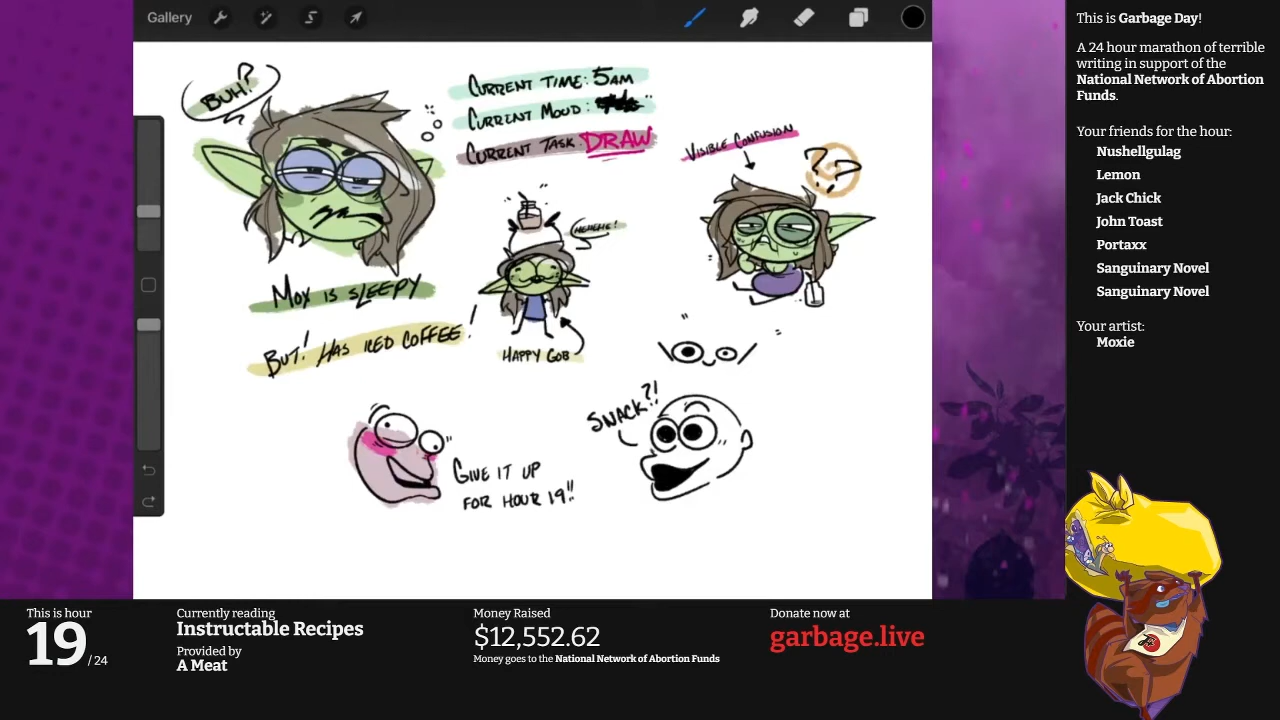 Gallery
BUH!?
CURRENT TIME: 5AM
CURRENT MOOD:
CURRENT TASK: DRAW
VISIBLE CONFUSION
???
HEHEHE!
MOX IS SLEEPY
BUT! HAS ICED COFFEE!
HAPPY GOB
SNACK?!
GIVE IT UP
FOR HOUR 19!!
This is Garbage Day!
A 24 hour marathon of terrible
writing in support of the
National Network of Abortion
Funds.
Your friends for the hour:
Nushellgulag
Lemon
Jack Chick
John Toast
Portaxx
Sanguinary Novel
Sanguinary Novel
Your artist:
Moxie
This is hour
19 / 24
Currently reading
Instructable Recipes
Provided by
A Meat
Money Raised
$12,552.62
Money goes to the National Network of Abortion Funds
Donate now at
garbage.live